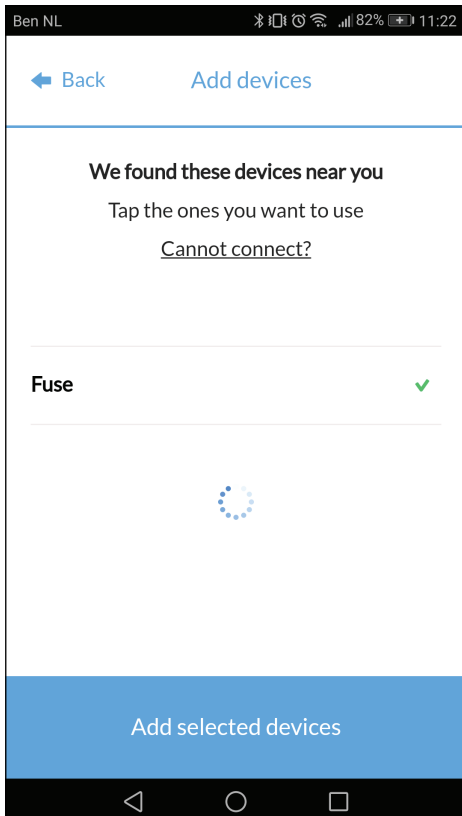 Ben NL 82% 11:22
Back Add devices
We found these devices near you
Tap the ones you want to use
Cannot connect?
Fuse
Add selected devices